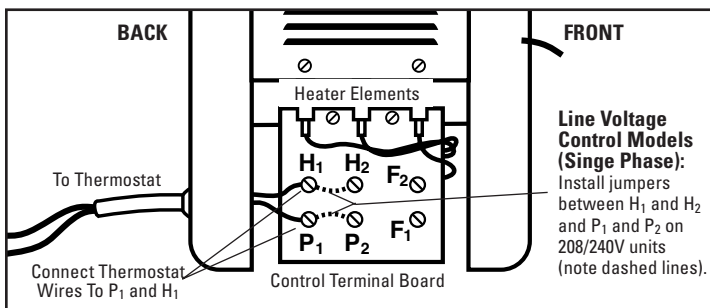 BACK
FRONT
Heater Elements
H1
H2
F2
P1
P2
F1
To Thermostat
Connect Thermostat
Wires To P1 and H1
Control Terminal Board
Line Voltage
Control Models
(Singe Phase):
Install jumpers
between H1 and H2
and P1 and P2 on
208/240V units
(note dashed lines).